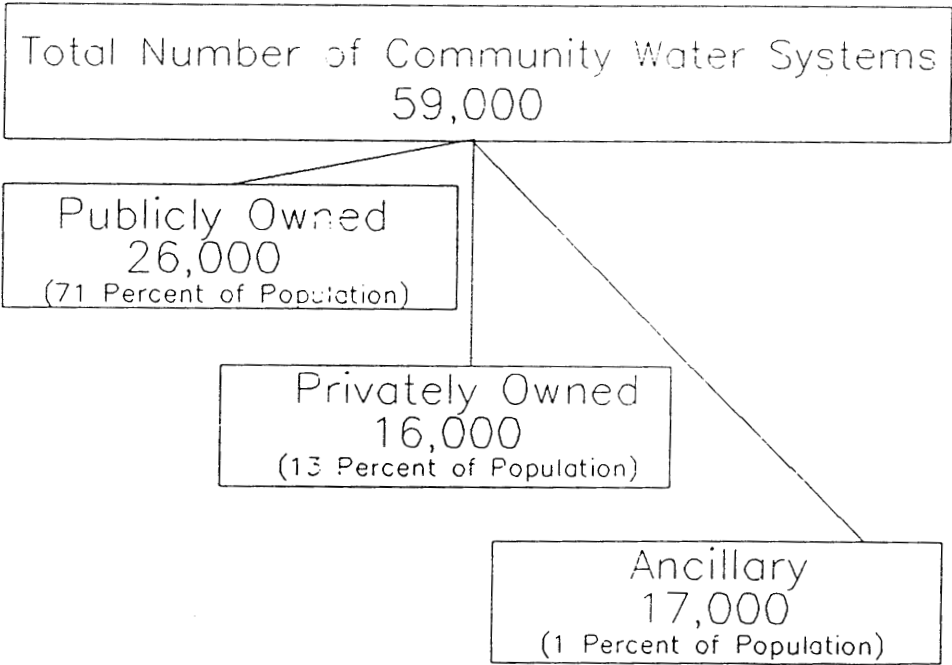 Total Number of Community Water Systems
59,000
Publicly Owned
26,000
(71 Percent of Population)
Privately Owned
16,000
(13 Percent of Population)
Ancillary
17,000
(1 Percent of Population)